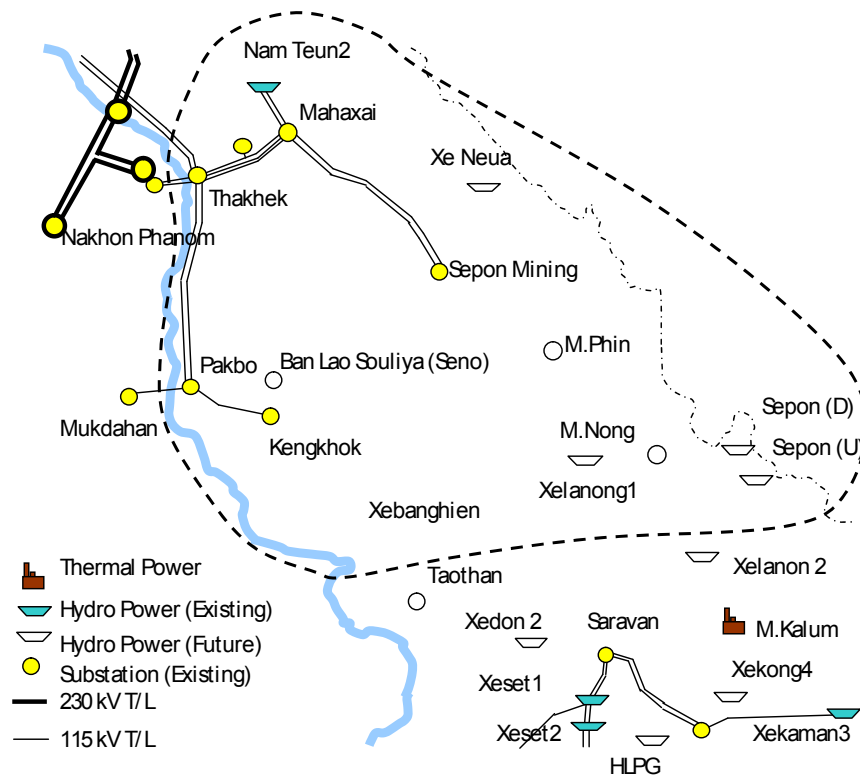 Nam Teun2
Mahaxai
Xe Neua
Thakhek
Nakhon Phanom
Sepon Mining
M.Phin
Pakbo
Ban Lao Souliya (Seno)
Sepon (D)
Mukdahan
Kengkhok
M.Nong
Sepon (U)
Xelanong1
Xebanghien
Thermal Power
Taothan
Xelanon 2
Hydro Power (Existing)
Hydro Power (Future)
Xedon 2
Saravan
M.Kalum
Substation (Existing)
Xeset1
Xekong4
230 kV T/L
Xeset2
Xekaman3
115 kV T/L
HLPG